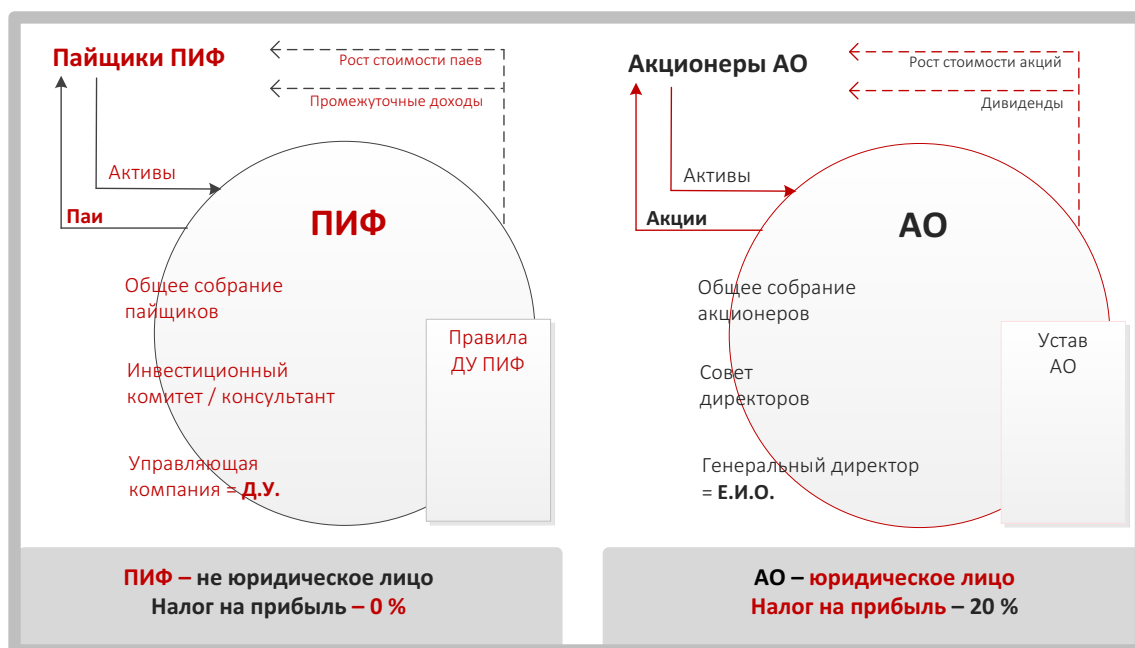 Пайщики ПИФ
Рост стоимости паев
Промежуточные доходы
Активы
Паи
ПИФ
Общее собрание
пайщиков
Инвестиционный
комитет / консультант
Управляющая
компания = Д.У.
Правила
ДУ ПИФ
ПИФ – не юридическое лицо
Налог на прибыль – 0 %
Акционеры АО
Рост стоимости акций
Дивиденды
Активы
Акции
АО
Общее собрание
акционеров
Совет
директоров
Генеральный директор
= Е.И.О.
Устав
АО
АО – юридическое лицо
Налог на прибыль – 20 %